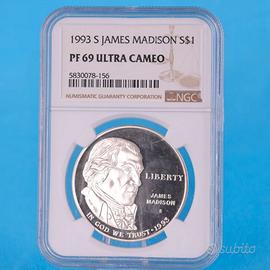 1993 S JAMES MADISON S$1
PF 69 ULTRA CAMEO
5830078-156
NUMISMATIC GUARANTY CORPORATION
NGC
LIBERTY
JAMES
MADISON
S
IN GOD WE TRUST · 1993
subito